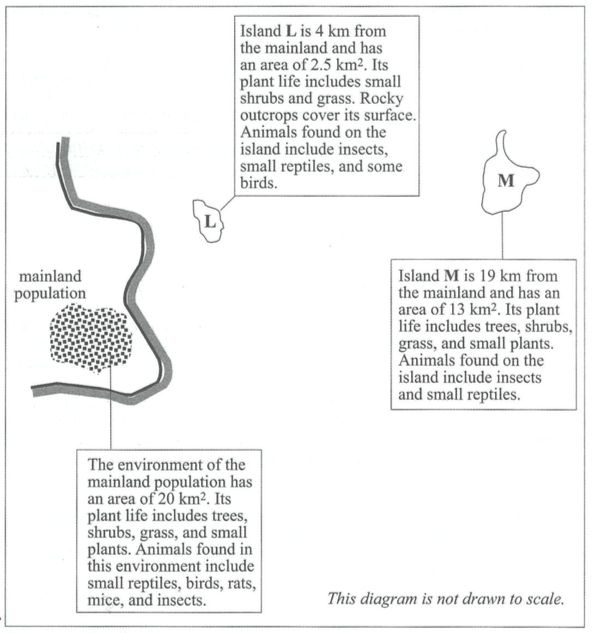 Island L is 4 km from
the mainland and has
an area of 2.5 km². Its
plant life includes small
shrubs and grass. Rocky
outcrops cover its surface.
Animals found on the
island include insects,
small reptiles, and some
birds.
M
L
mainland
population
Island M is 19 km from
the mainland and has an
area of 13 km². Its plant
life includes trees, shrubs,
grass, and small plants.
Animals found on the
island include insects
and small reptiles.
The environment of the
mainland population has
an area of 20 km². Its
plant life includes trees,
shrubs, grass, and small
plants. Animals found in
this environment include
small reptiles, birds, rats,
mice, and insects.
This diagram is not drawn to scale.